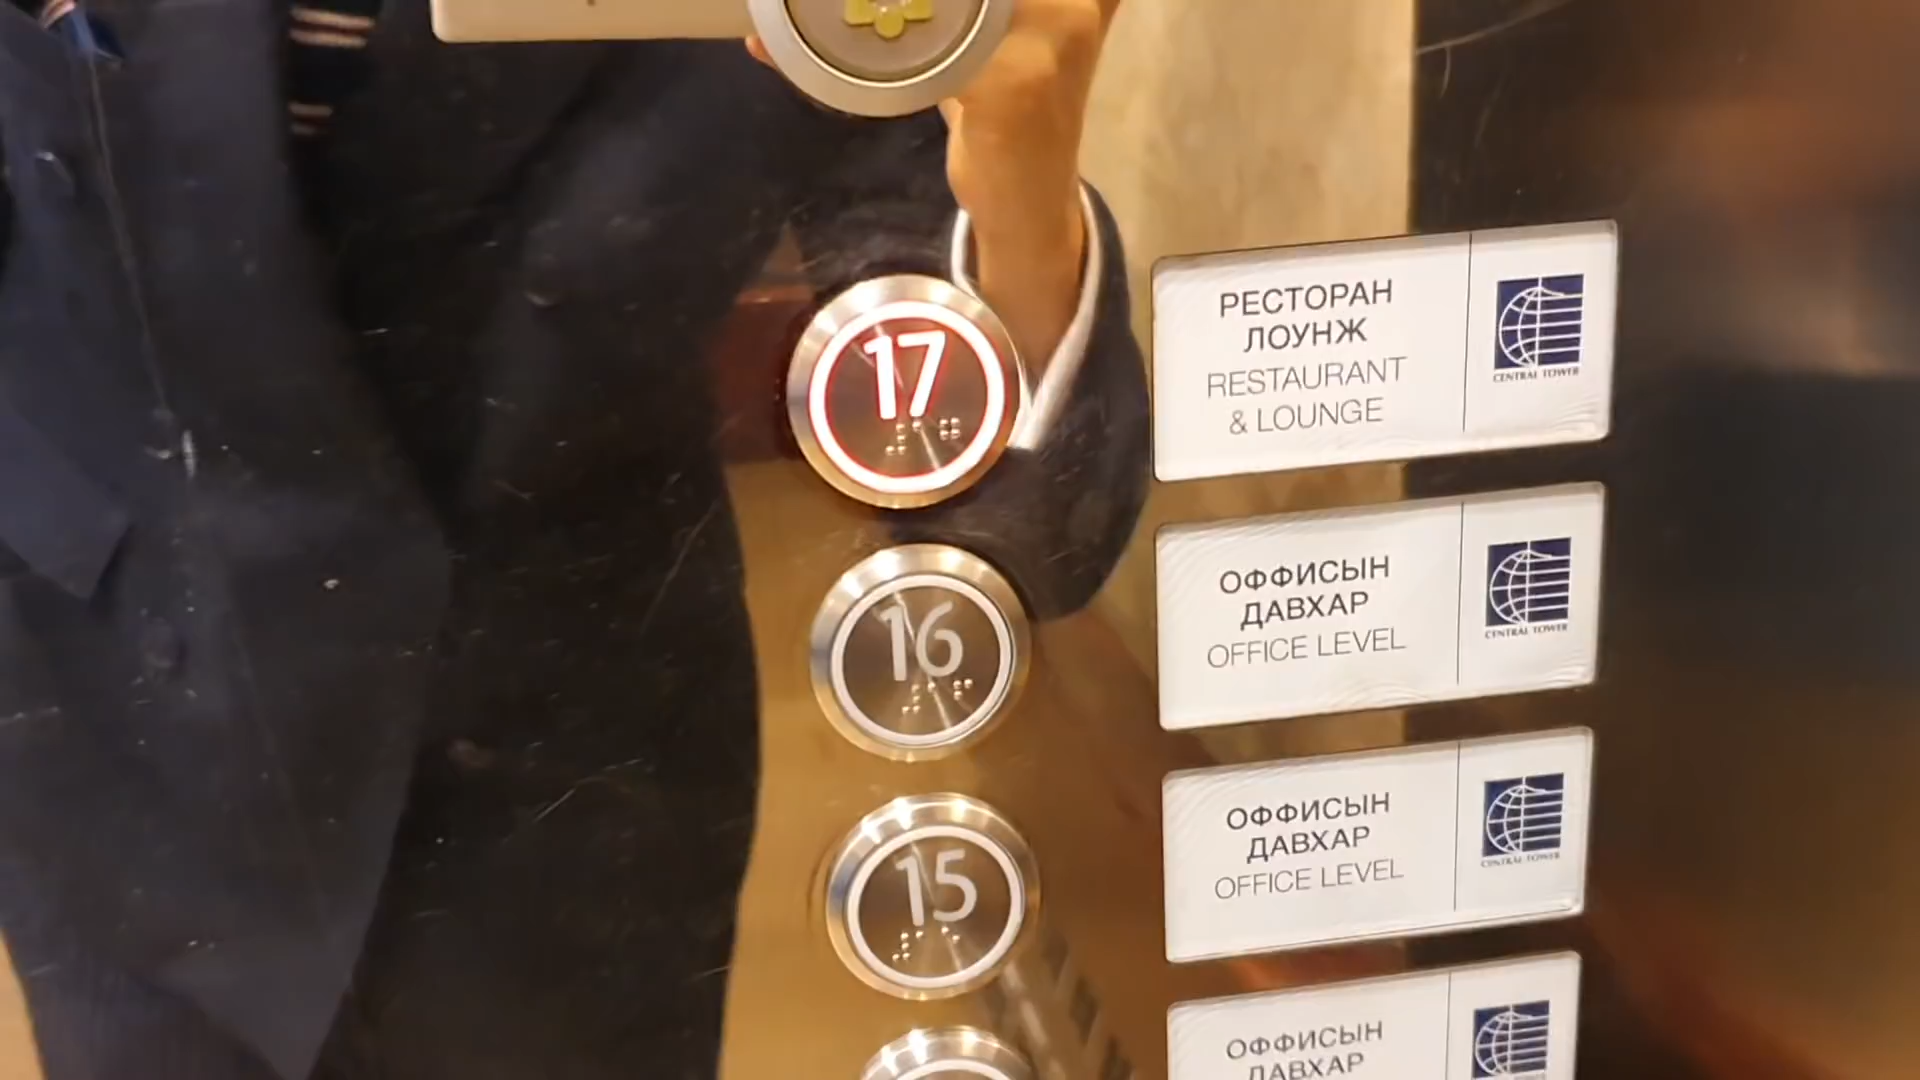 17
РЕСТОРАН
ЛОУНЖ
RESTAURANT
& LOUNGE
CENTRAL TOWER
16
ОФФИСЫН
ДАВХАР
OFFICE LEVEL
CENTRAL TOWER
15
ОФФИСЫН
ДАВХАР
OFFICE LEVEL
CENTRAL TOWER
ОФФИСЫН
ДАВХАР